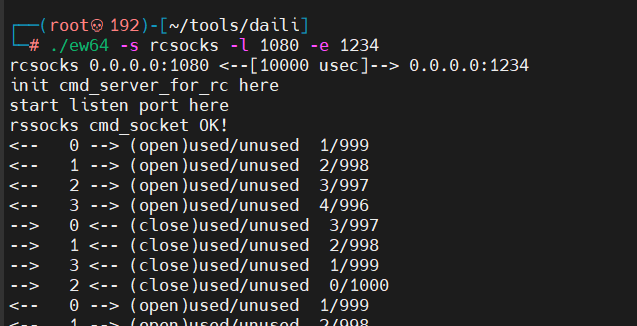 (root💀192)-[~/tools/daili]
# ./ew64 -s rcsocks -l 1080 -e 1234
rcsocks 0.0.0.0:1080 <--[10000 usec]--> 0.0.0.0:1234
init cmd_server_for_rc here
start listen port here
rssocks cmd_socket OK!
<--   0 --> (open)used/unused  1/999
<--   1 --> (open)used/unused  2/998
<--   2 --> (open)used/unused  3/997
<--   3 --> (open)used/unused  4/996
-->   0 <-- (close)used/unused  3/997
-->   1 <-- (close)used/unused  2/998
-->   3 <-- (close)used/unused  1/999
-->   2 <-- (close)used/unused  0/1000
<--   0 --> (open)used/unused  1/999
<--   1 --> (open)used/unused  2/998